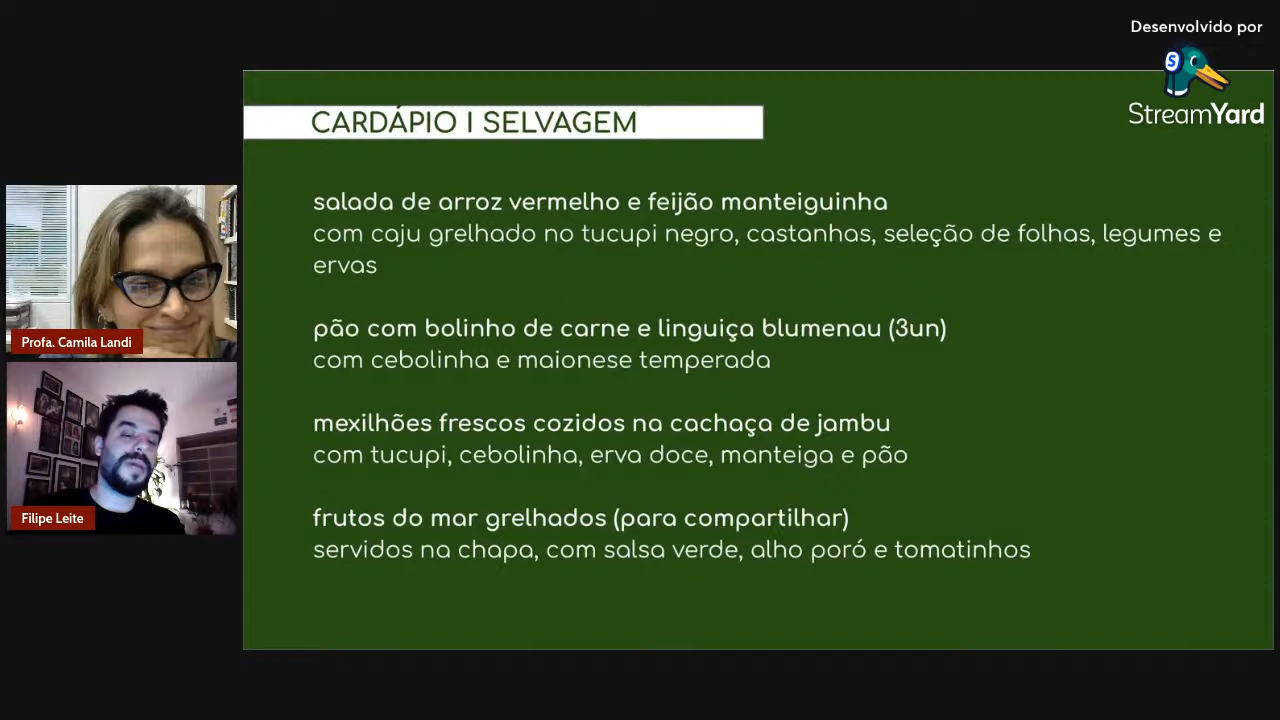 Desenvolvido por
StreamYard
CARDÁPIO I SELVAGEM
salada de arroz vermelho e feijão manteiguinha
com caju grelhado no tucupi negro, castanhas, seleção de folhas, legumes e
ervas
pão com bolinho de carne e linguiça blumenau (3un)
com cebolinha e maionese temperada
mexilhões frescos cozidos na cachaça de jambu
com tucupi, cebolinha, erva doce, manteiga e pão
frutos do mar grelhados (para compartilhar)
servidos na chapa, com salsa verde, alho poró e tomatinhos
Profa. Camila Landi
Filipe Leite